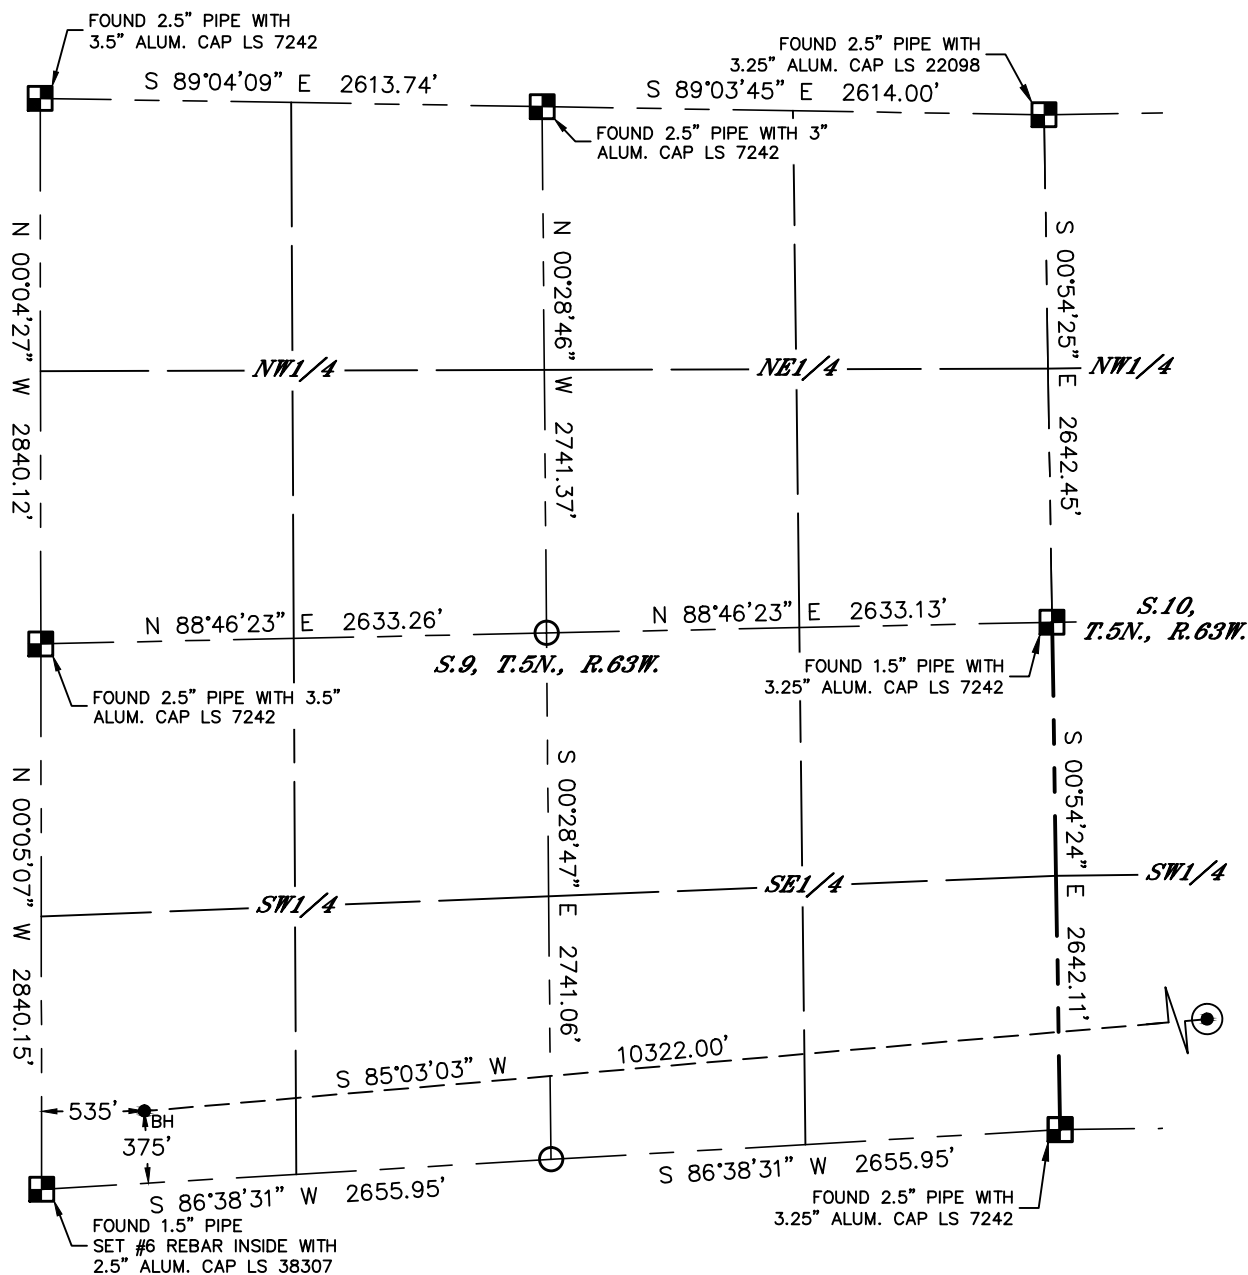 FOUND 2.5" PIPE WITH
3.5" ALUM. CAP LS 7242
FOUND 2.5" PIPE WITH
3.25" ALUM. CAP LS 22098
S 89°04'09" E 2613.74'
S 89°03'45" E 2614.00'
FOUND 2.5" PIPE WITH 3"
ALUM. CAP LS 7242
N 00°04'27" W 2840.12'
N 00°28'46" W 2741.37'
S 00°54'25" E 2642.45'
NW1/4
NE1/4
NW1/4
N 88°46'23" E 2633.26'
N 88°46'23" E 2633.13'
S.10,
T.5N., R.63W.
S.9, T.5N., R.63W.
FOUND 1.5" PIPE WITH
3.25" ALUM. CAP LS 7242
FOUND 2.5" PIPE WITH 3.5"
ALUM. CAP LS 7242
N 00°05'07" W 2840.15'
S 00°28'47" E 2741.06'
S 00°54'24" E 2642.11'
SW1/4
SE1/4
SW1/4
S 85°03'03" W 10322.00'
535'
BH
375'
S 86°38'31" W 2655.95'
S 86°38'31" W 2655.95'
FOUND 2.5" PIPE WITH
3.25" ALUM. CAP LS 7242
FOUND 1.5" PIPE
SET #6 REBAR INSIDE WITH
2.5" ALUM. CAP LS 38307